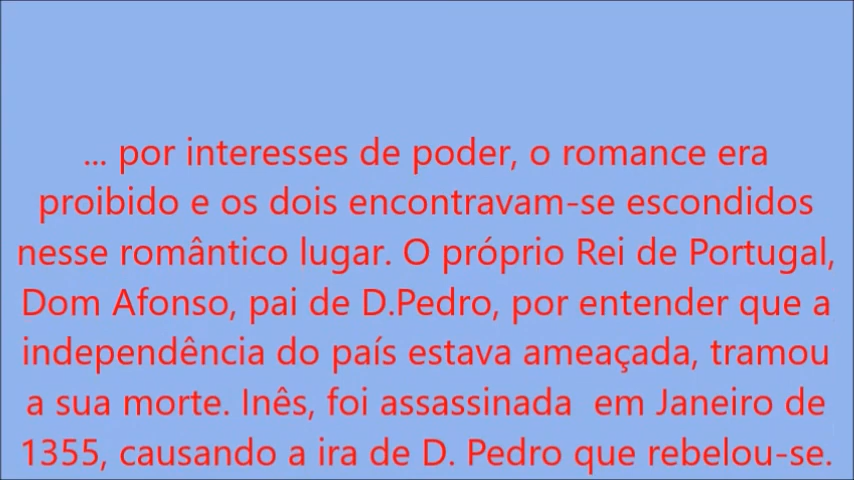 ... por interesses de poder, o romance era
proibido e os dois encontravam-se escondidos
nesse romântico lugar. O próprio Rei de Portugal,
Dom Afonso, pai de D.Pedro, por entender que a
independência do país estava ameaçada, tramou
a sua morte. Inês, foi assassinada  em Janeiro de
1355, causando a ira de D. Pedro que rebelou-se.